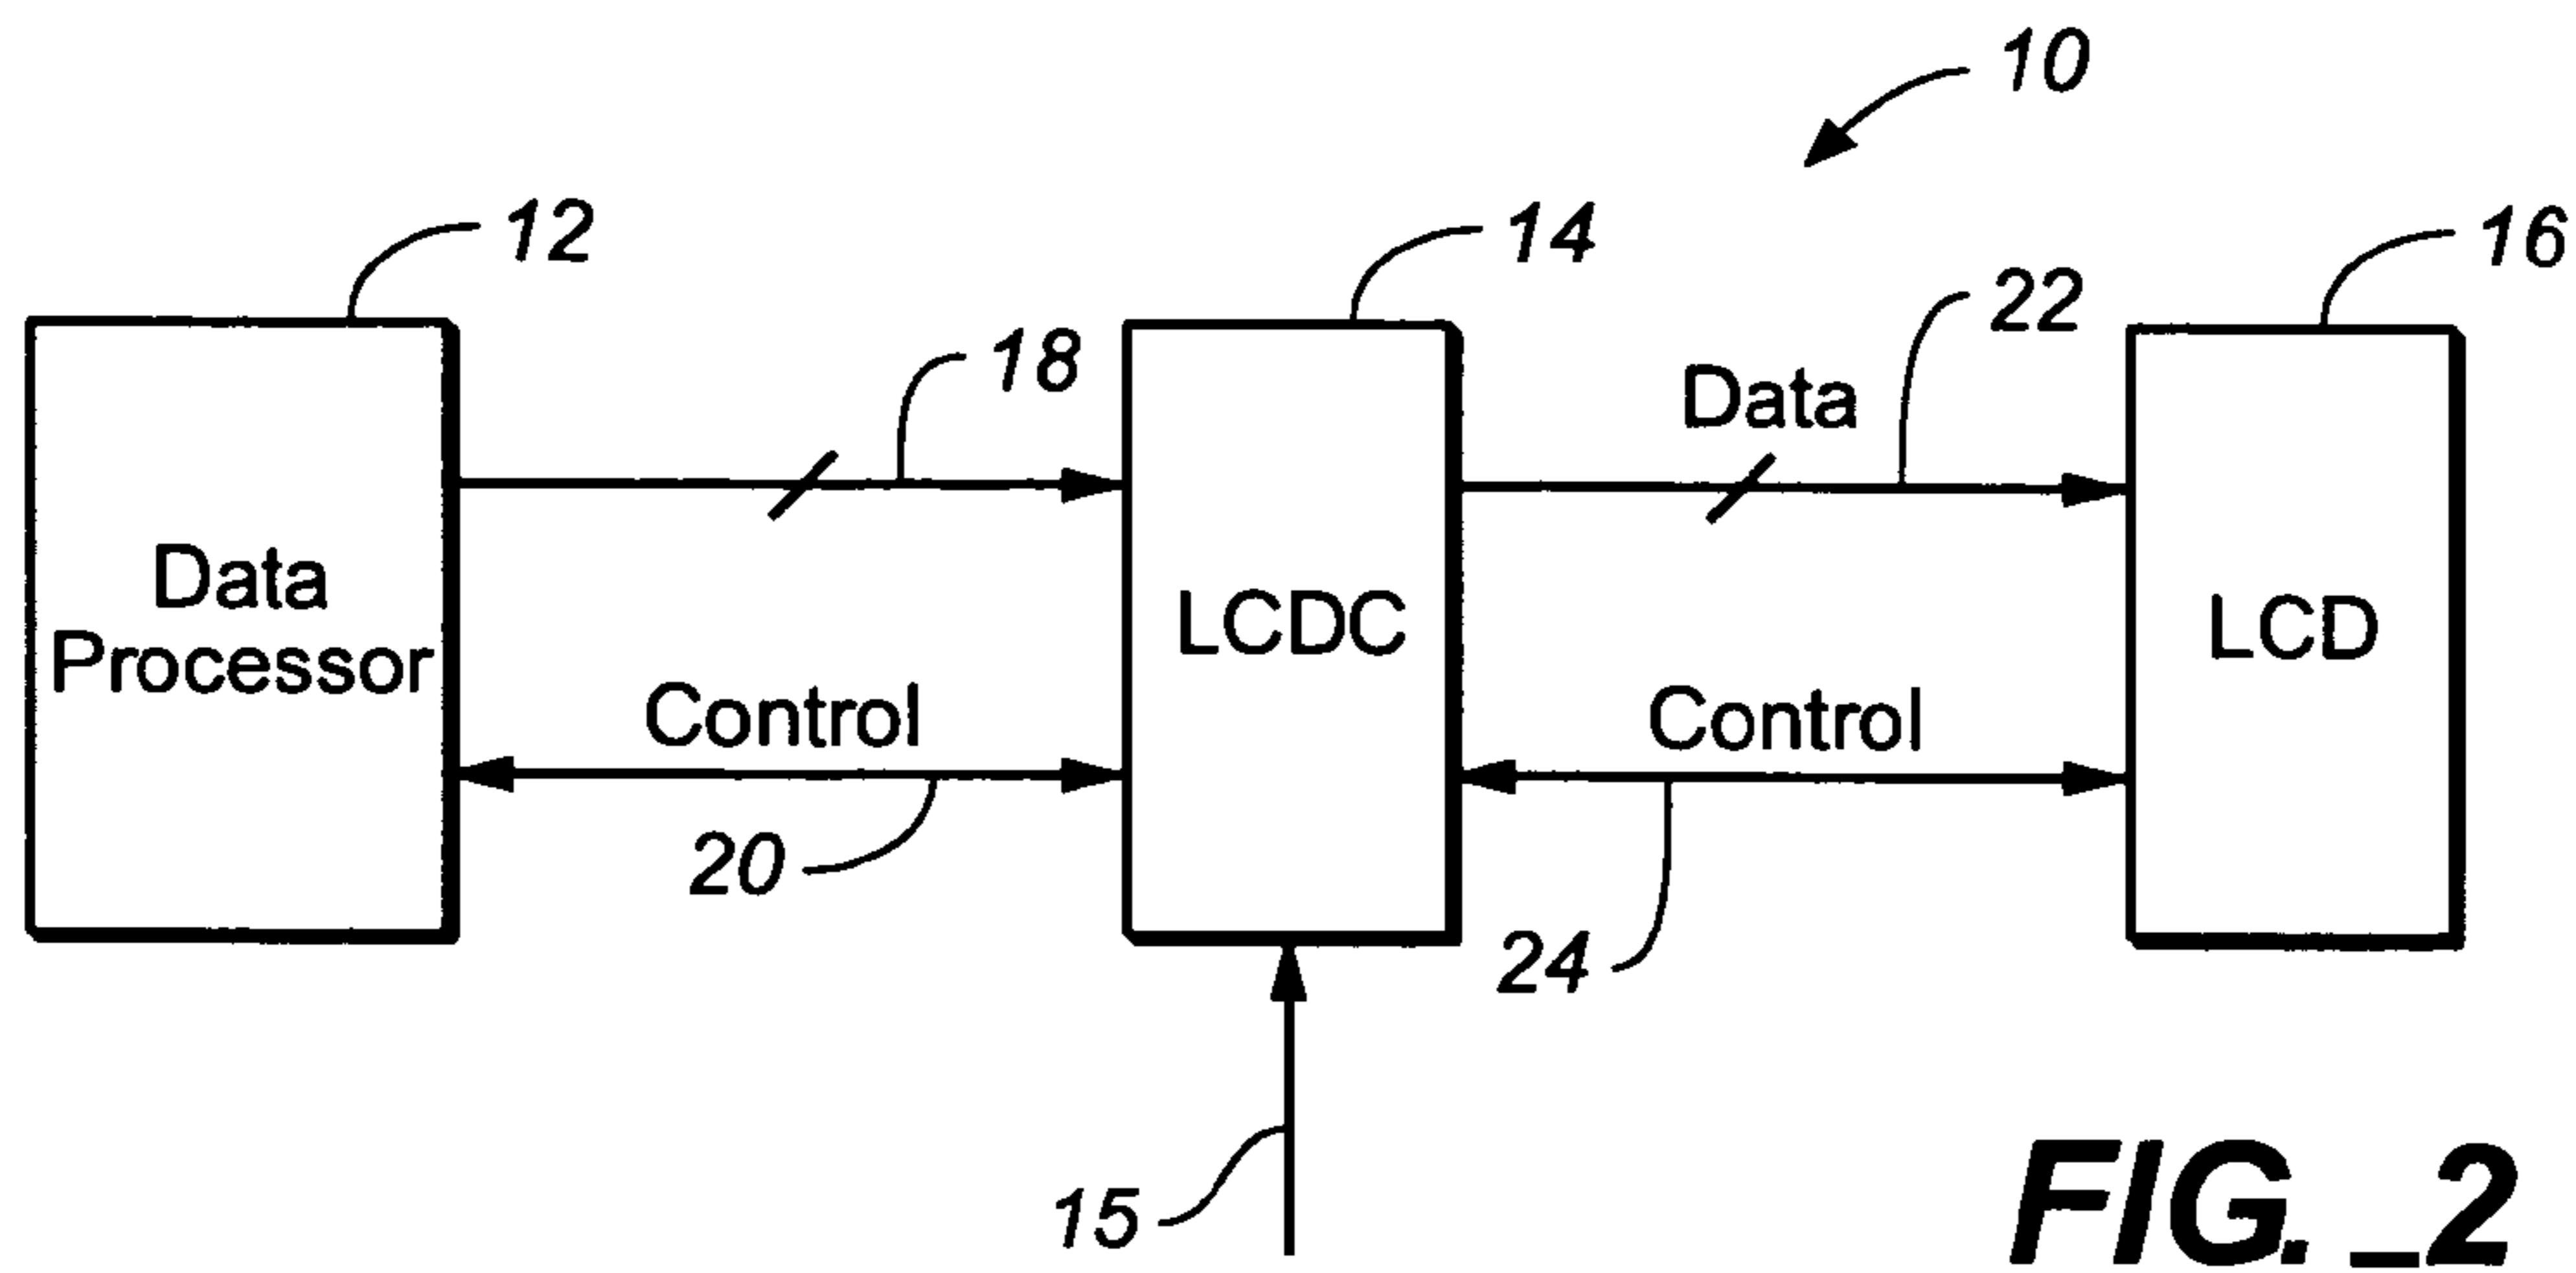 10
12
14
16
18
22
Data
Data
Processor
LCDC
LCD
Control
Control
20
24
15
FIG._2